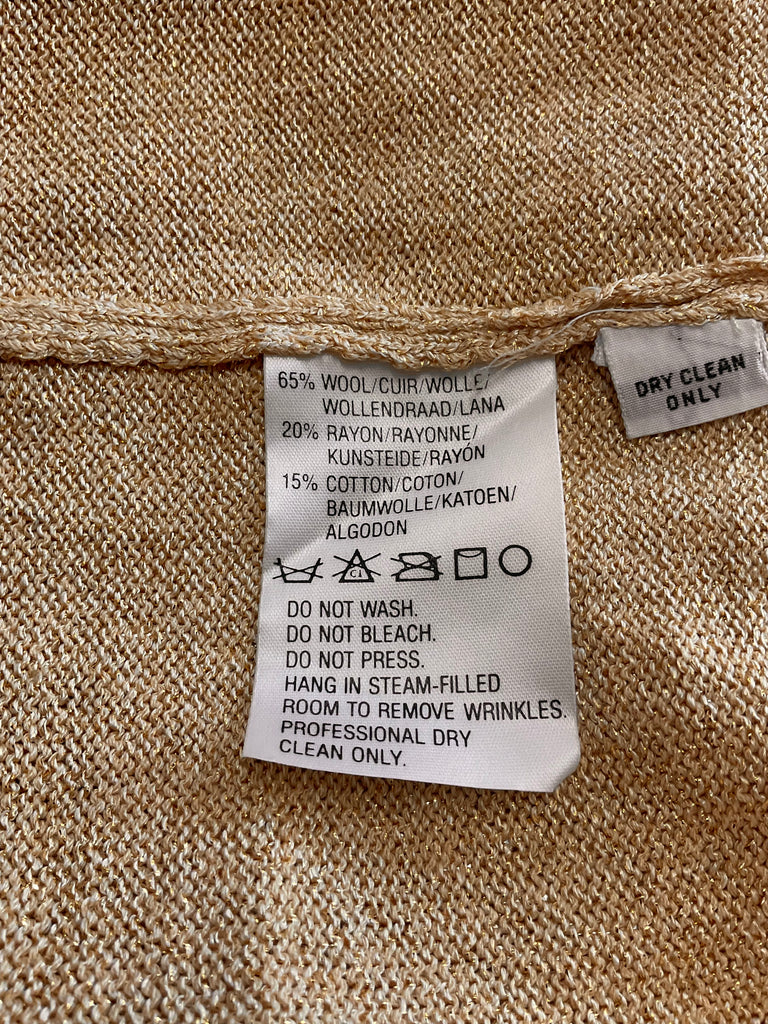 65% WOOL/CUIR/WOLLE/
WOLLENDRAAD/LANA
20% RAYON/RAYONNE/
KUNSTEIDE/RAYÓN
15% COTTON/COTON/
BAUMWOLLE/KATOEN/
ALGODON
CI
DO NOT WASH.
DO NOT BLEACH.
DO NOT PRESS.
HANG IN STEAM-FILLED
ROOM TO REMOVE WRINKLES.
PROFESSIONAL DRY
CLEAN ONLY.
DRY CLEAN
ONLY